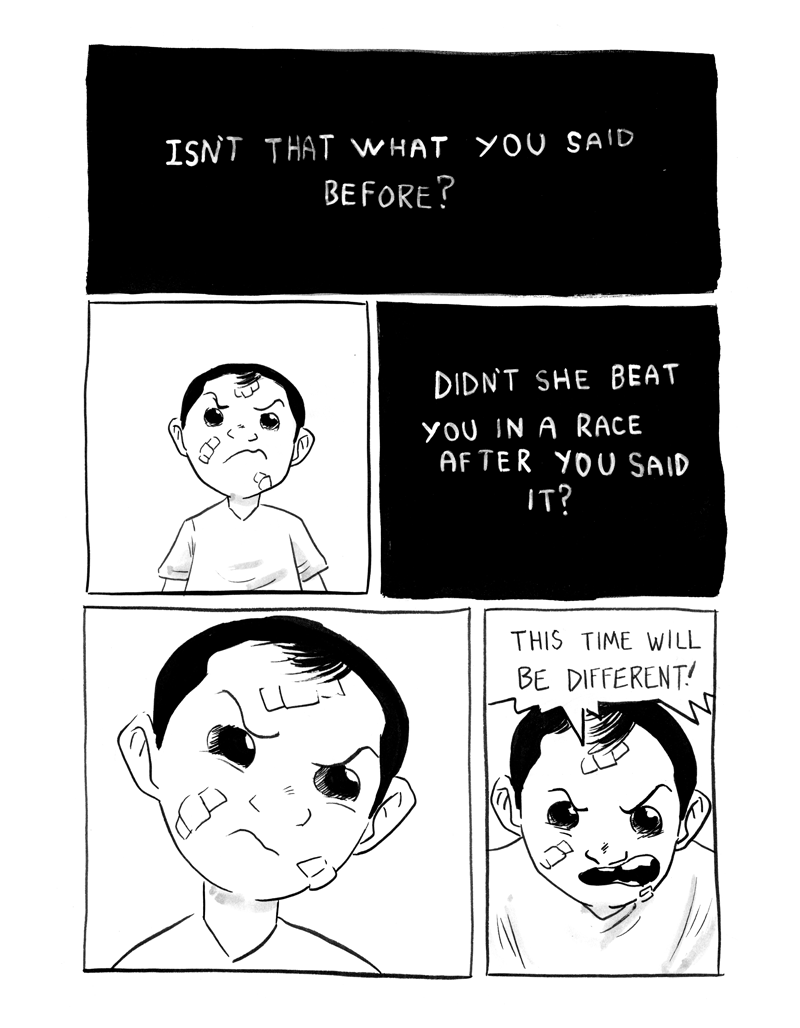 ISN'T THAT WHAT YOU SAID
BEFORE?
DIDN'T SHE BEAT
YOU IN A RACE
AFTER YOU SAID
IT?
THIS TIME WILL
BE DIFFERENT!